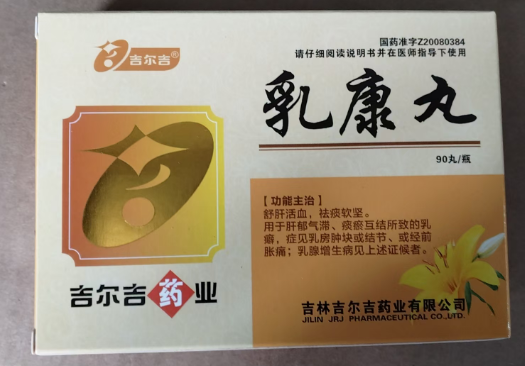 吉尔吉®
国药准字Z20080384
请仔细阅读说明书并在医师指导下使用
乳康丸
90丸/瓶
【功能主治】
舒肝活血，祛痰软坚。
用于肝郁气滞、痰瘀互结所致的乳
癖，症见乳房肿块或结节、或经前
胀痛；乳腺增生病见上述证候者。
吉尔吉药业
吉林吉尔吉药业有限公司
JILIN JRJ PHARMACEUTICAL CO.,LTD.